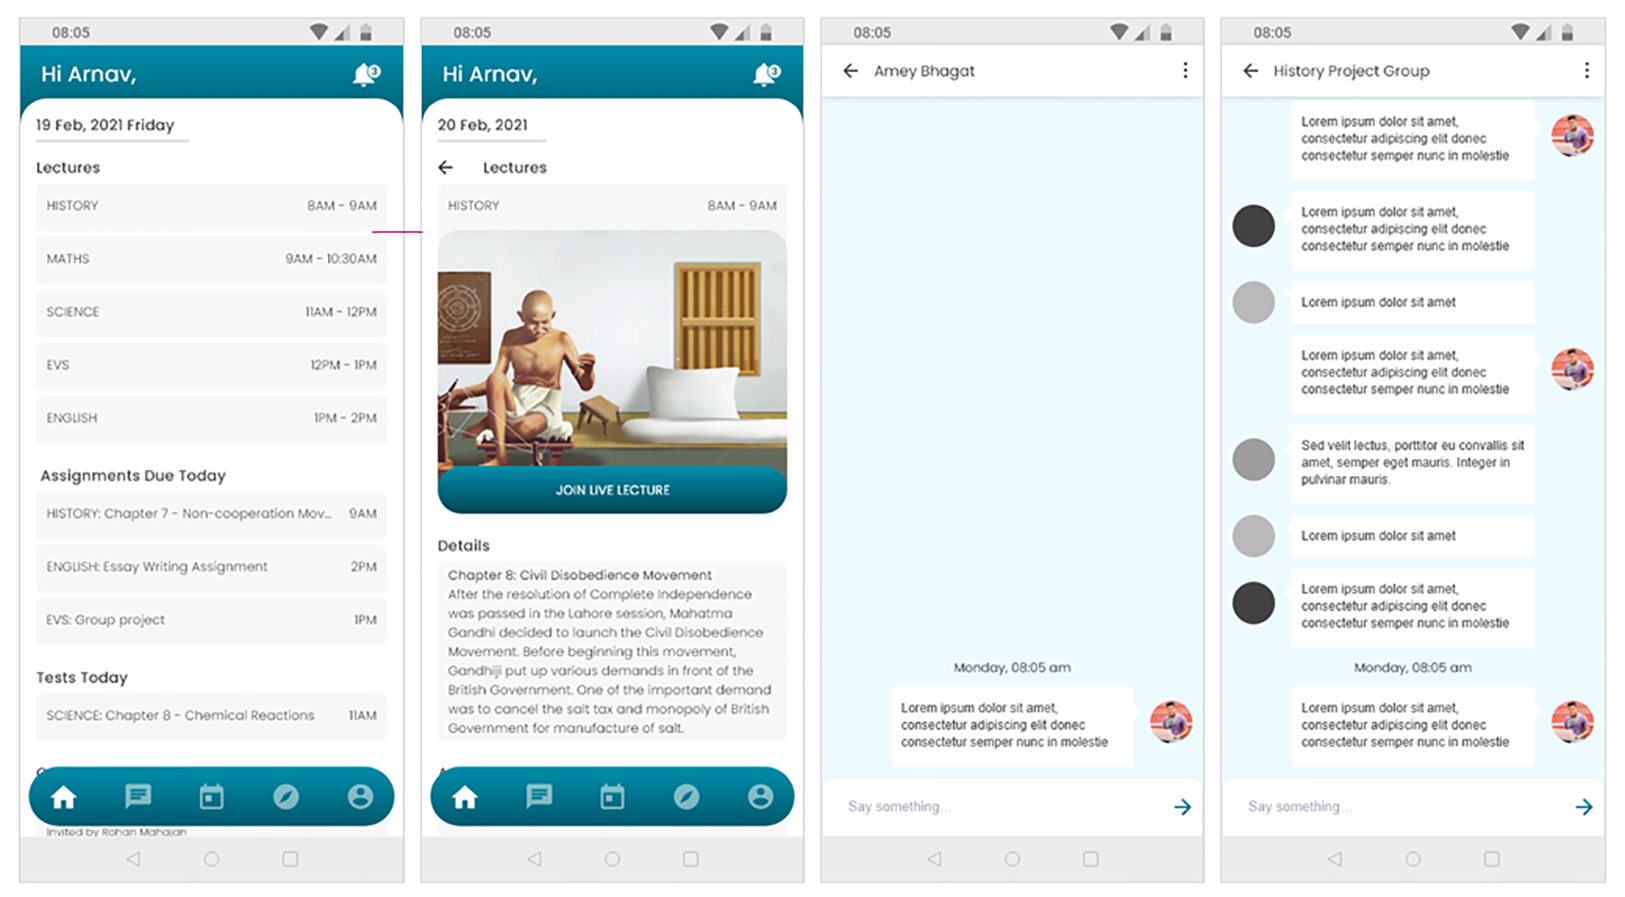 08:05
Hi Arnav,
3
19 Feb, 2021 Friday
Lectures
HISTORY 8AM - 9AM
MATHS 9AM - 10:30AM
SCIENCE 11AM - 12PM
EVS 12PM - 1PM
ENGLISH 1PM - 2PM
Assignments Due Today
HISTORY: Chapter 7 - Non-cooperation Mov... 9AM
ENGLISH: Essay Writing Assignment 2PM
EVS: Group project 1PM
Tests Today
SCIENCE: Chapter 8 - Chemical Reactions 11AM
Invited by Rohan Mahajan
08:05
Hi Arnav,
3
20 Feb, 2021
Lectures
HISTORY 8AM - 9AM
JOIN LIVE LECTURE
Details
Chapter 8: Civil Disobedience Movement
After the resolution of Complete Independence
was passed in the Lahore session, Mahatma
Gandhi decided to launch the Civil Disobedience
Movement. Before beginning this movement,
Gandhiji put up various demands in front of the
British Government. One of the important demand
was to cancel the salt tax and monopoly of British
Government for manufacture of salt.
08:05
Amey Bhagat
Monday, 08:05 am
Lorem ipsum dolor sit amet,
consectetur adipiscing elit donec
consectetur semper nunc in molestie
Say something...
08:05
History Project Group
Lorem ipsum dolor sit amet,
consectetur adipiscing elit donec
consectetur semper nunc in molestie
Lorem ipsum dolor sit amet,
consectetur adipiscing elit donec
consectetur semper nunc in molestie
Lorem ipsum dolor sit amet
Lorem ipsum dolor sit amet,
consectetur adipiscing elit donec
consectetur semper nunc in molestie
Sed velit lectus, porttitor eu convallis sit
amet, semper eget mauris. Integer in
pulvinar mauris.
Lorem ipsum dolor sit amet
Lorem ipsum dolor sit amet,
consectetur adipiscing elit donec
consectetur semper nunc in molestie
Monday, 08:05 am
Lorem ipsum dolor sit amet,
consectetur adipiscing elit donec
consectetur semper nunc in molestie
Say something...